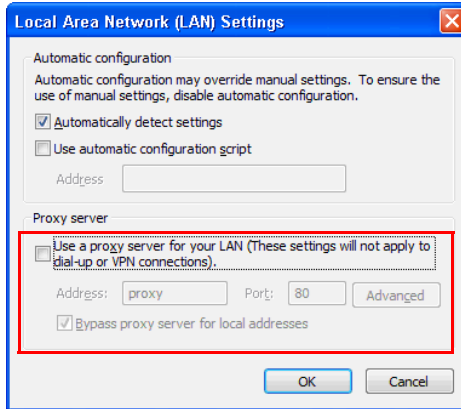 Local Area Network (LAN) Settings
Automatic configuration
Automatic configuration may override manual settings. To ensure the
use of manual settings, disable automatic configuration.
Automatically detect settings
Use automatic configuration script
Address
Proxy server
Use a proxy server for your LAN (These settings will not apply to
dial-up or VPN connections).
Address: proxy Port: 80 Advanced
Bypass proxy server for local addresses
OK Cancel